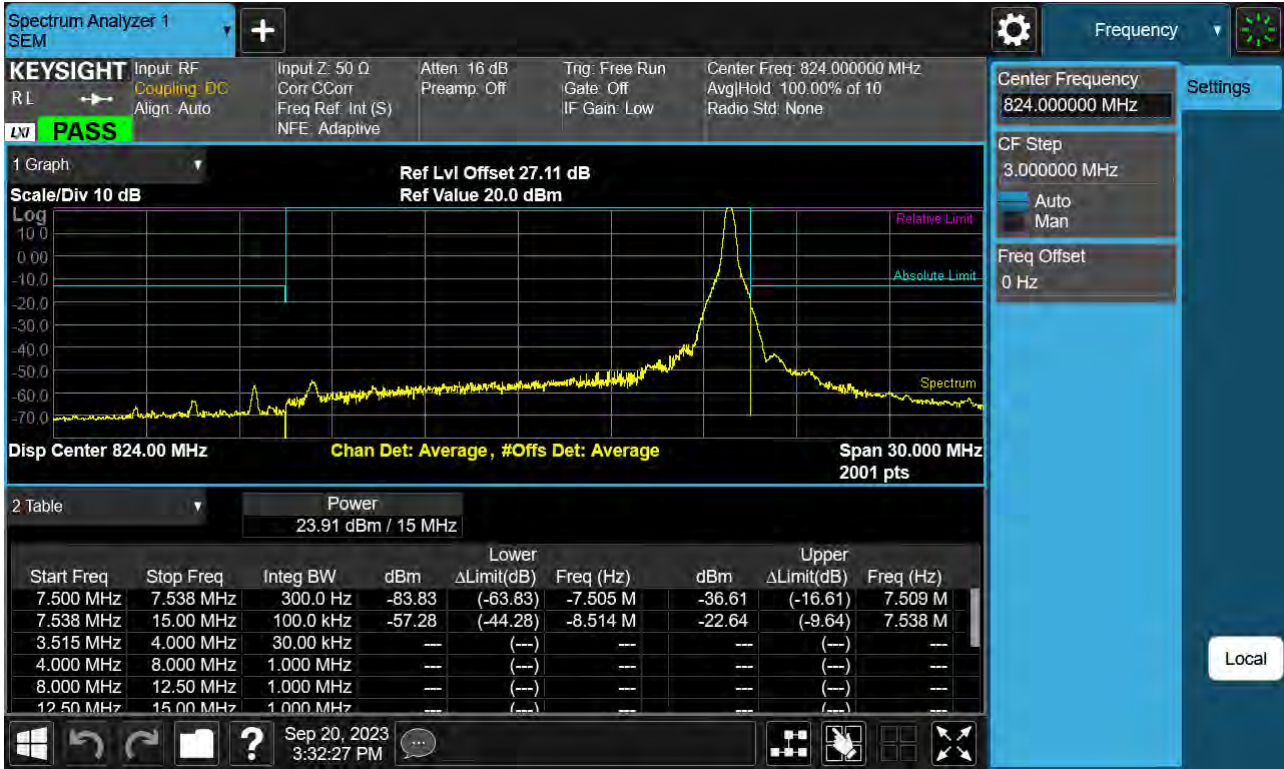 Spectrum Analyzer 1
SEM
+
Frequency
KEYSIGHT
RL
LXI
PASS
Input: RF
Coupling: DC
Align: Auto
Input Z: 50 Ω
Corr CCorr
Freq Ref: Int (S)
NFE: Adaptive
Atten: 16 dB
Preamp: Off
Trig: Free Run
Gate: Off
IF Gain: Low
Center Freq: 824.000000 MHz
Avg|Hold: 100.00% of 10
Radio Std: None
Center Frequency
824.000000 MHz
Settings
CF Step
3.000000 MHz
Auto
Man
Freq Offset
0 Hz
Local
1 Graph
Scale/Div 10 dB
Ref Lvl Offset 27.11 dB
Ref Value 20.0 dBm
Log
10.0
0.00
-10.0
-20.0
-30.0
-40.0
-50.0
-60.0
-70.0
Relative Limit
Absolute Limit
Spectrum
Disp Center 824.00 MHz
Chan Det: Average, #Offs Det: Average
Span 30.000 MHz
2001 pts
2 Table
Power
23.91 dBm / 15 MHz
Lower Upper
Start Freq Stop Freq Integ BW dBm ΔLimit(dB) Freq (Hz) dBm ΔLimit(dB) Freq (Hz)
7.500 MHz 7.538 MHz 300.0 Hz -83.83 (-63.83) -7.505 M -36.61 (-16.61) 7.509 M
7.538 MHz 15.00 MHz 100.0 kHz -57.28 (-44.28) -8.514 M -22.64 (-9.64) 7.538 M
3.515 MHz 4.000 MHz 30.00 kHz --- (---) --- --- (---) ---
4.000 MHz 8.000 MHz 1.000 MHz --- (---) --- --- (---) ---
8.000 MHz 12.50 MHz 1.000 MHz --- (---) --- --- (---) ---
12.50 MHz 15.00 MHz 1.000 MHz --- (---) --- --- (---) ---
?
Sep 20, 2023
3:32:27 PM